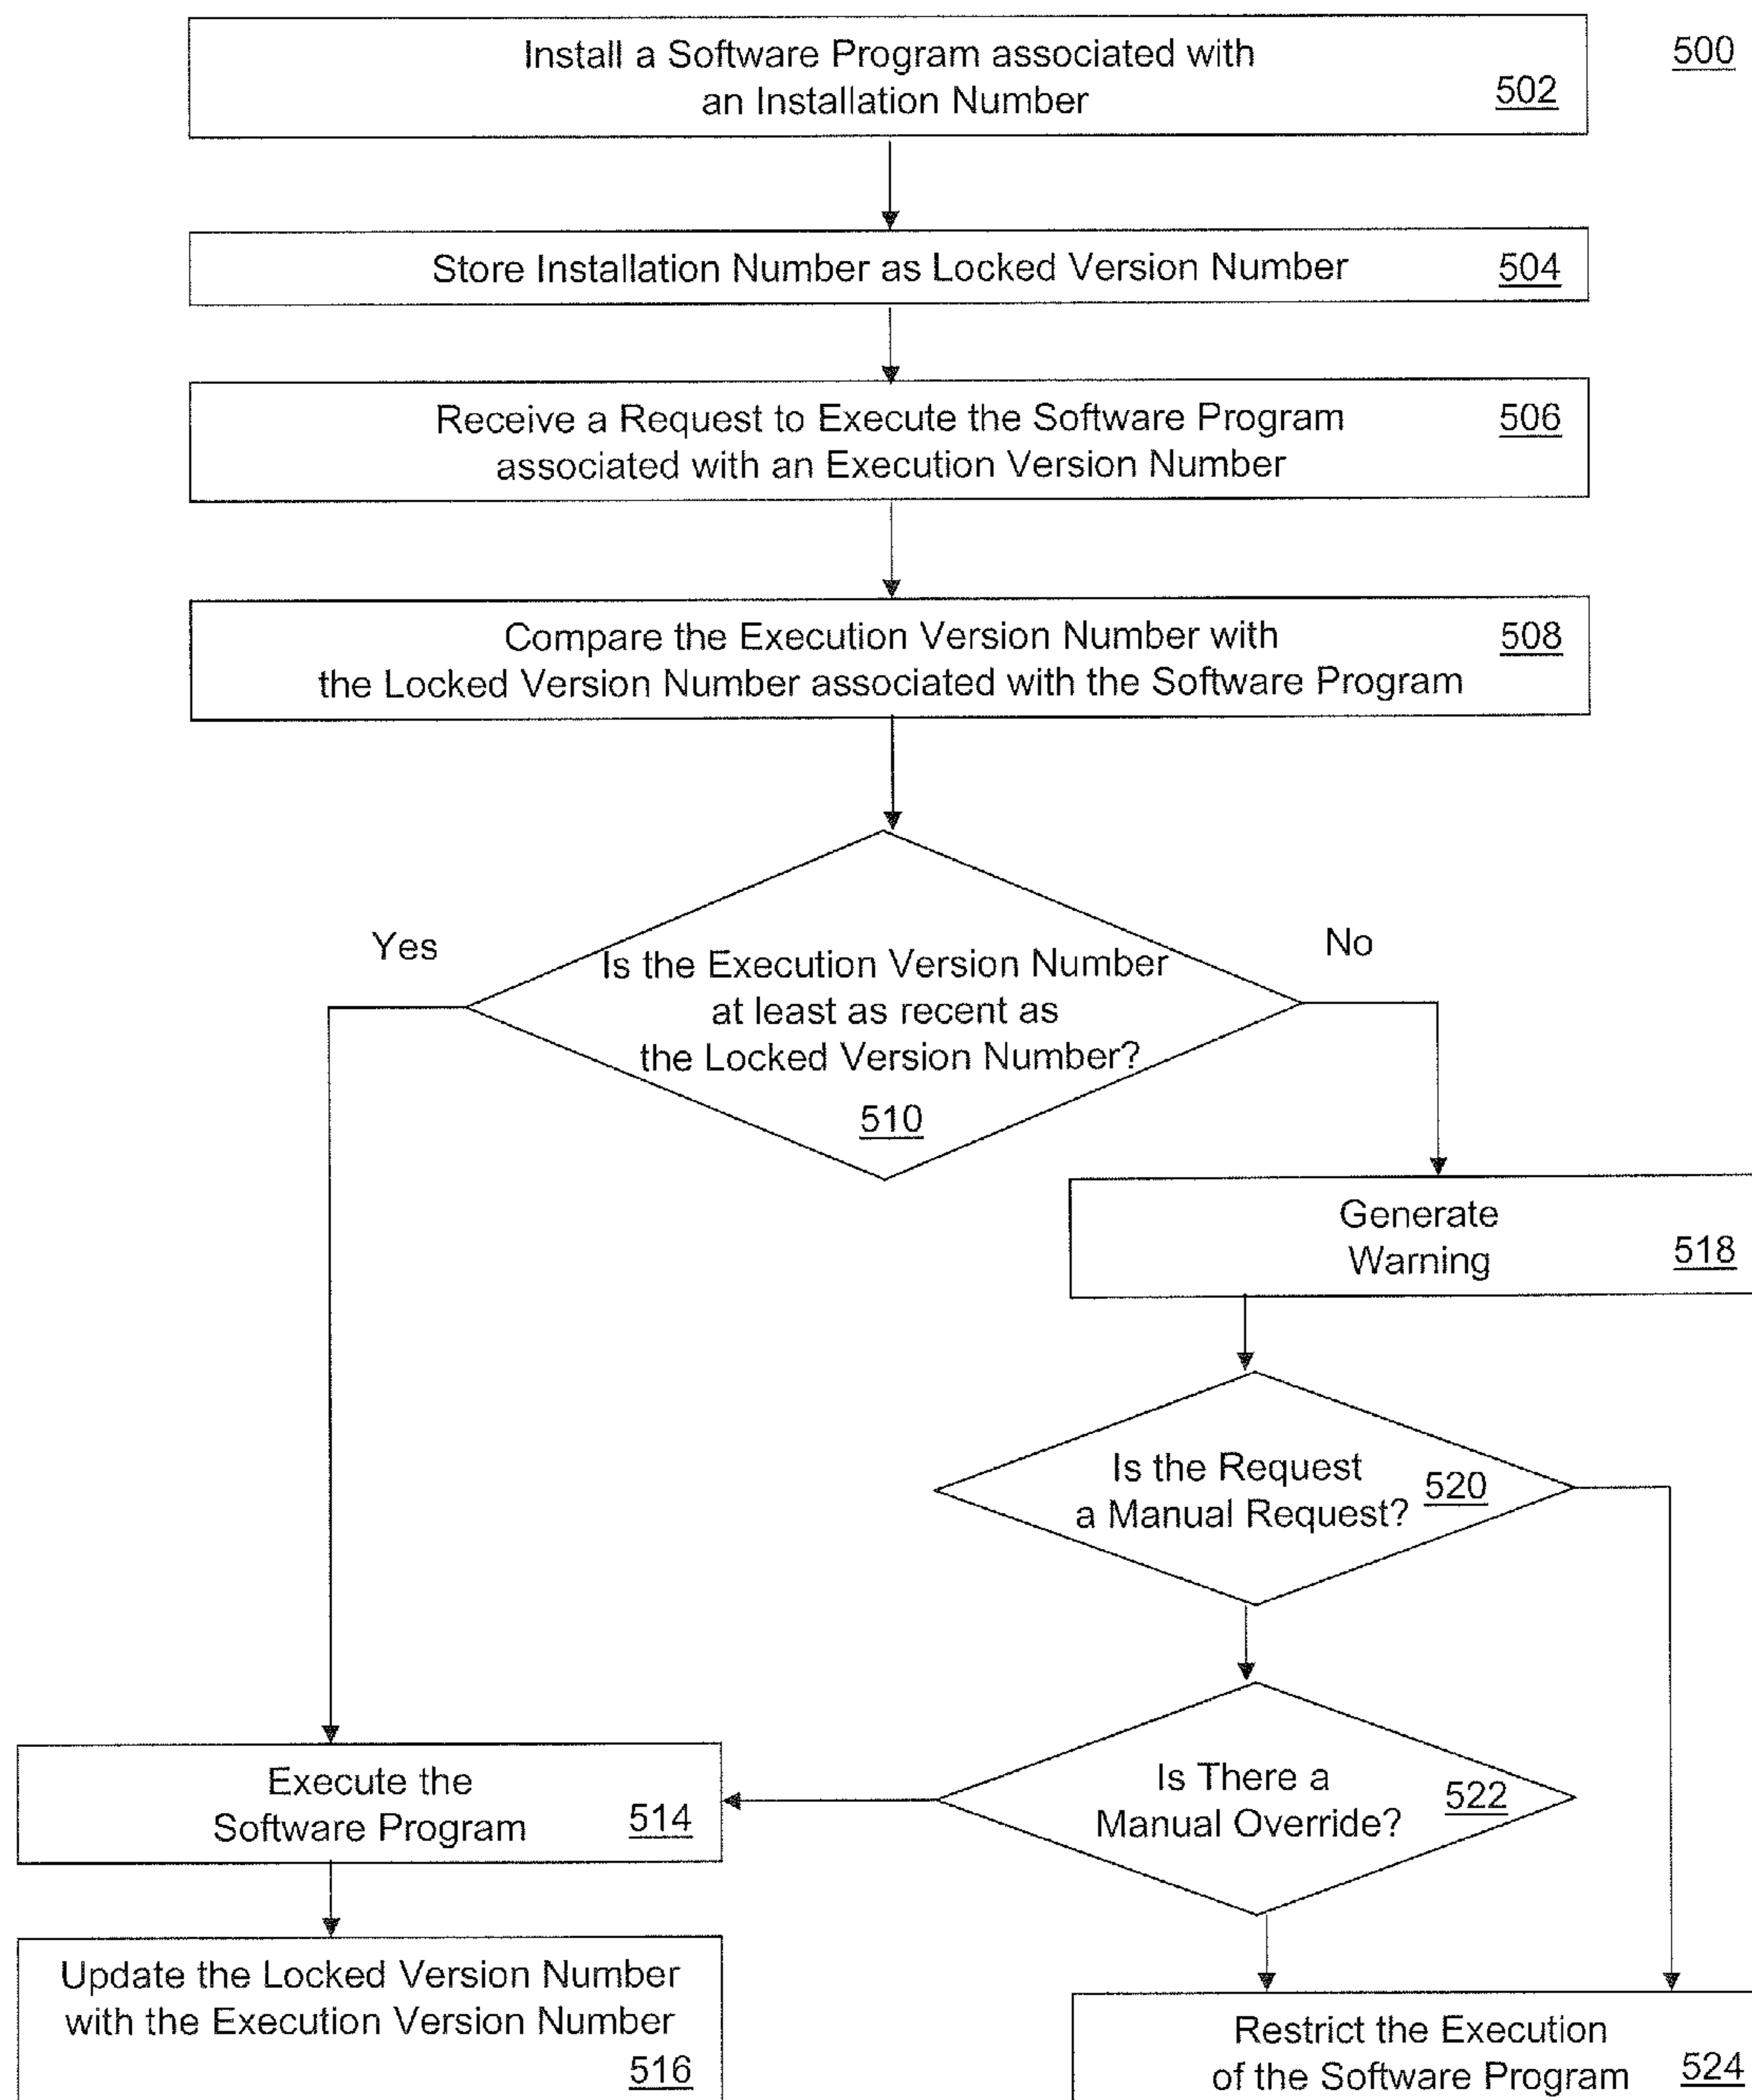 500
Install a Software Program associated with
an Installation Number
502
Store Installation Number as Locked Version Number
504
Receive a Request to Execute the Software Program
associated with an Execution Version Number
506
Compare the Execution Version Number with
the Locked Version Number associated with the Software Program
508
Is the Execution Version Number
at least as recent as
the Locked Version Number?
510
Yes
No
Generate
Warning
518
Is the Request
a Manual Request?
520
Is There a
Manual Override?
522
Execute the
Software Program
514
Update the Locked Version Number
with the Execution Version Number
516
Restrict the Execution
of the Software Program
524